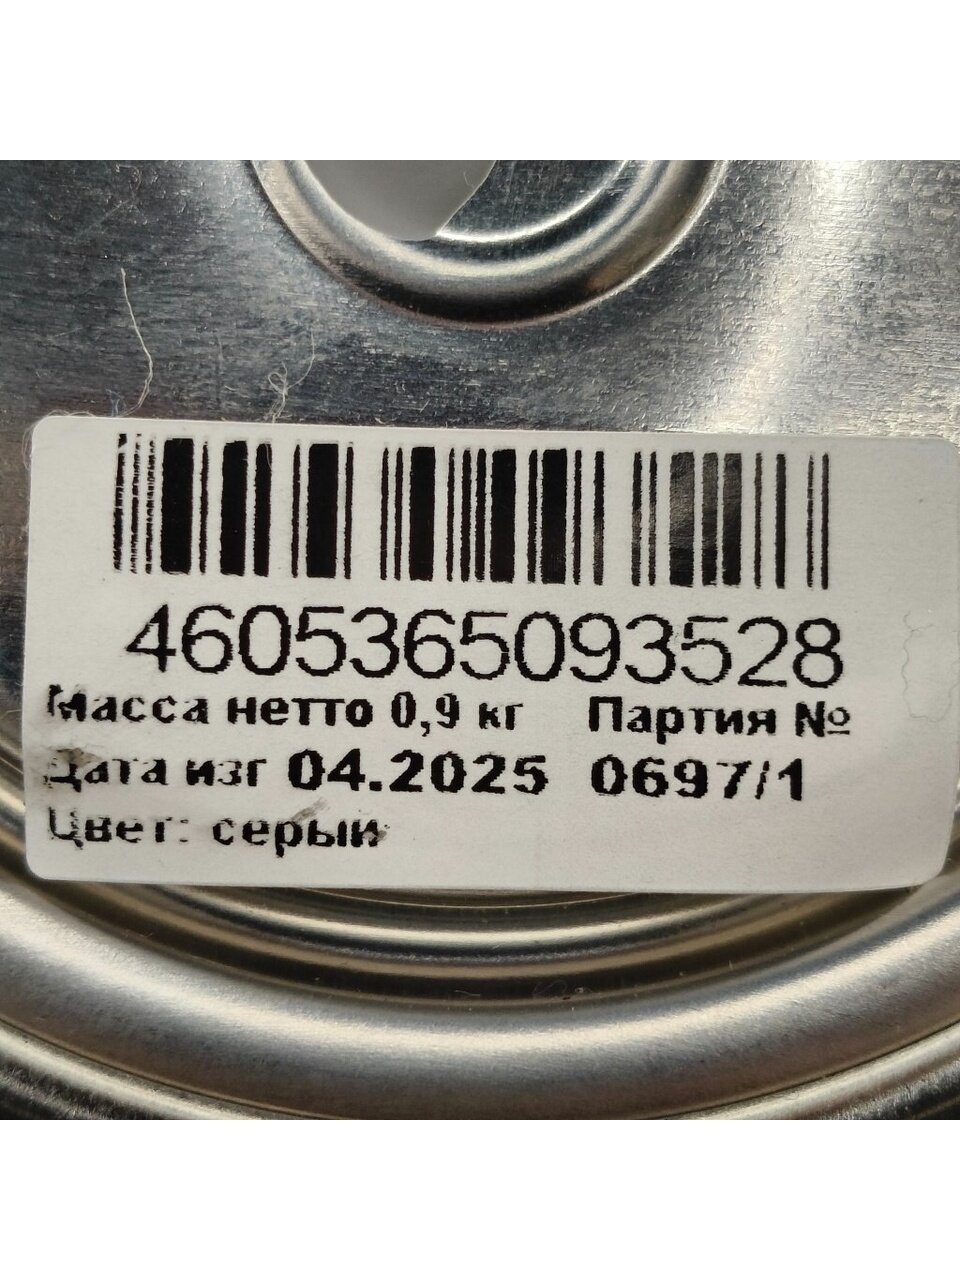 4605365093528
Масса нетто 0,9 кг Партия №
Дата изг 04.2025 0697/1
Цвет: серый